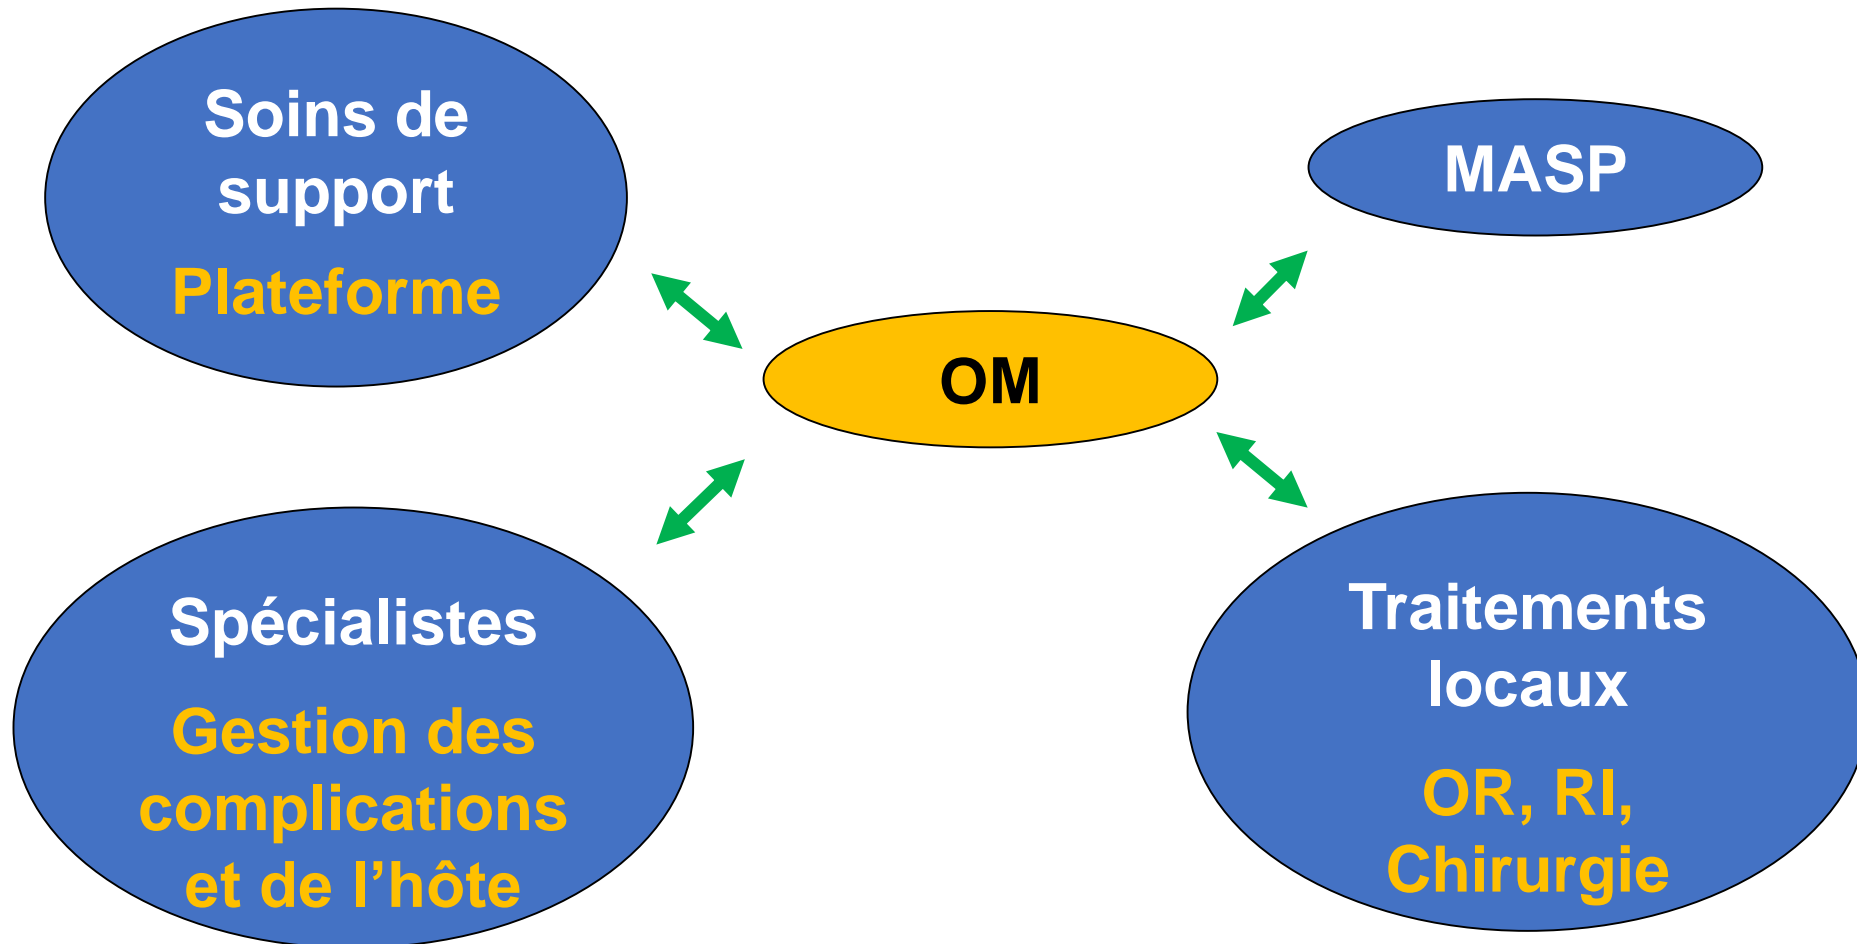 Soins de
support
Plateforme
MASP
OM
Spécialistes
Gestion des
complications
et de l’hôte
Traitements
locaux
OR, RI,
Chirurgie